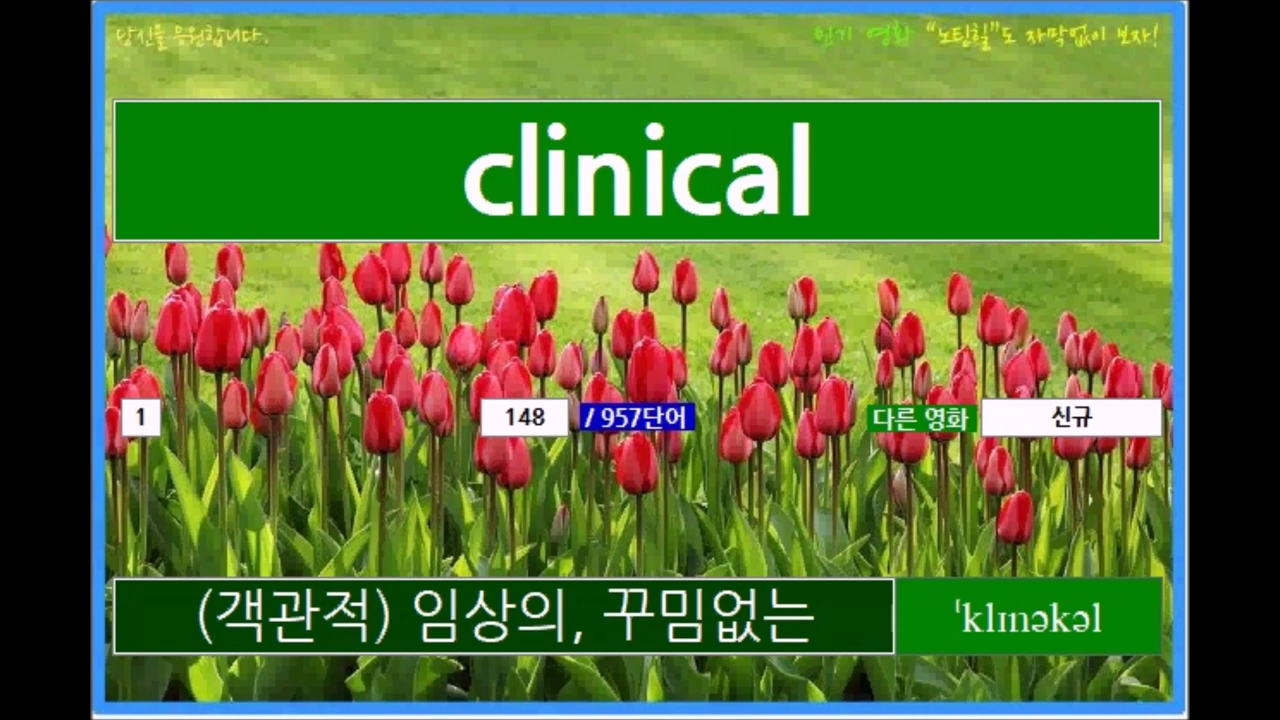 당신을 응원합니다.
인기 영화 “노팅힐”도 자막없이 보자!
clinical
1
148 / 957단어
다른 영화 신규
(객관적) 임상의, 꾸밈없는
ˈklɪnəkəl